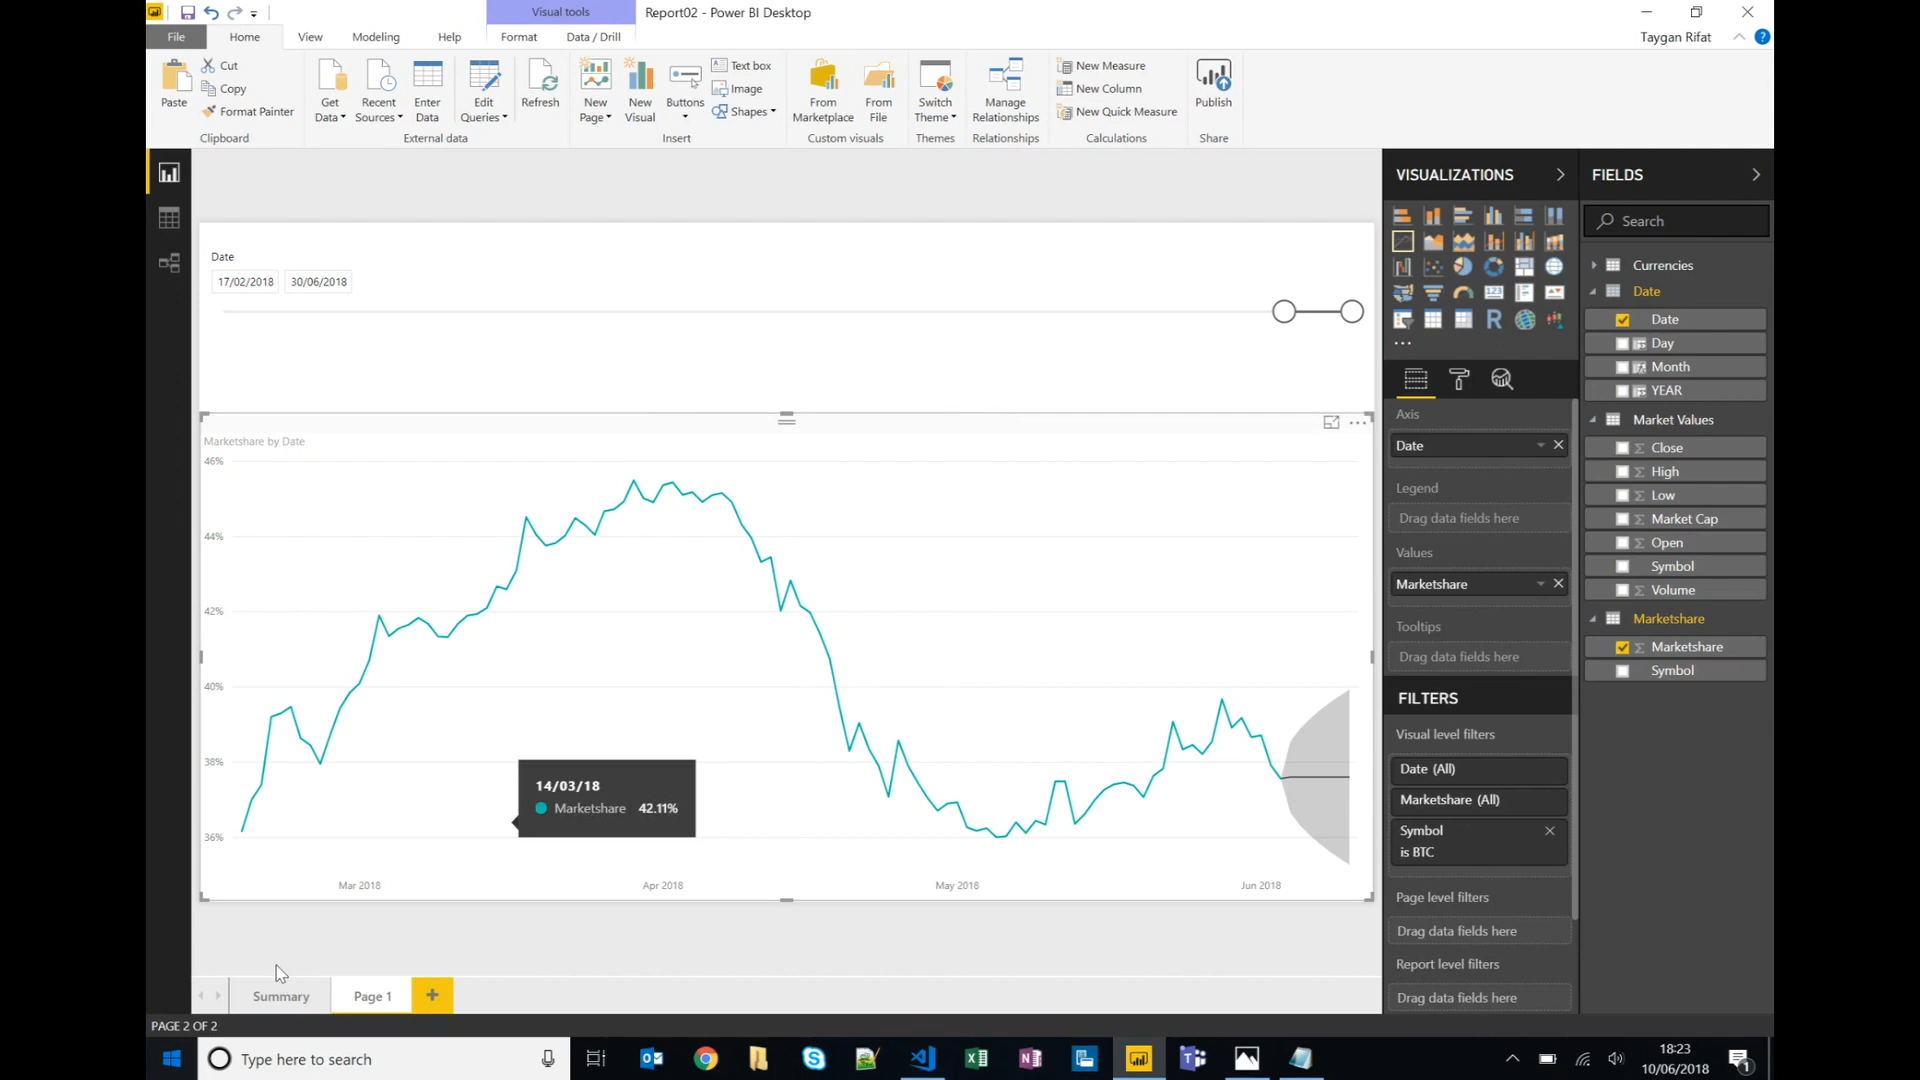 Visual tools
Report02 - Power BI Desktop
File
Home
View
Modeling
Help
Format
Data / Drill
Taygan Rifat
?
Paste
Cut
Copy
Format Painter
Clipboard
Get Data
Recent Sources
Enter Data
Edit Queries
Refresh
External data
New Page
New Visual
Buttons
Text box
Image
Shapes
Insert
From Marketplace
From File
Custom visuals
Switch Theme
Themes
Manage Relationships
Relationships
New Measure
New Column
New Quick Measure
Calculations
Publish
Share
Date
17/02/2018
30/06/2018
Marketshare by Date
46%
44%
42%
40%
38%
36%
14/03/18
Marketshare 42.11%
Mar 2018
Apr 2018
May 2018
Jun 2018
VISUALIZATIONS
123
R
...
Axis
Date
Legend
Drag data fields here
Values
Marketshare
Tooltips
Drag data fields here
FILTERS
Visual level filters
Date (All)
Marketshare (All)
Symbol
is BTC
Page level filters
Drag data fields here
Report level filters
Drag data fields here
FIELDS
Search
Currencies
Date
Date
Day
Month
YEAR
Market Values
Close
High
Low
Market Cap
Open
Symbol
Volume
Marketshare
Marketshare
Symbol
Summary
Page 1
+
PAGE 2 OF 2
Type here to search
18:23
10/06/2018
1